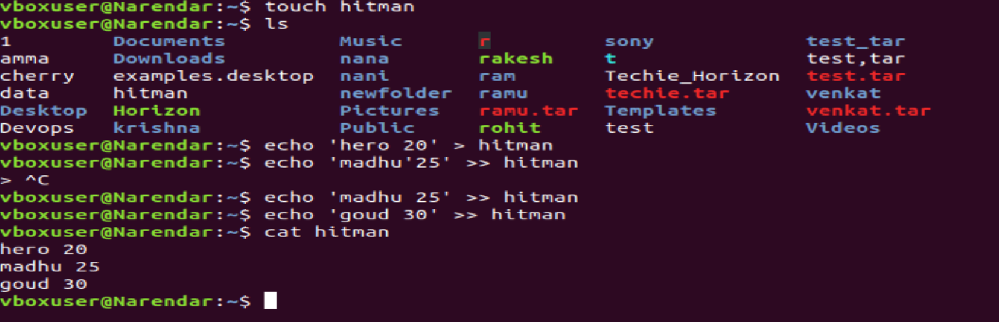 vboxuser@Narendar:~$ touch hitman
vboxuser@Narendar:~$ ls
1 Documents Music r sony test_tar
amma Downloads nana rakesh t test,tar
cherry examples.desktop nani ram Techie_Horizon test.tar
data hitman newfolder ramu techie.tar venkat
Desktop Horizon Pictures ramu.tar Templates venkat.tar
Devops krishna Public rohit test Videos
vboxuser@Narendar:~$ echo 'hero 20' > hitman
vboxuser@Narendar:~$ echo 'madhu'25' >> hitman
> ^C
vboxuser@Narendar:~$ echo 'madhu 25' >> hitman
vboxuser@Narendar:~$ echo 'goud 30' >> hitman
vboxuser@Narendar:~$ cat hitman
hero 20
madhu 25
goud 30
vboxuser@Narendar:~$